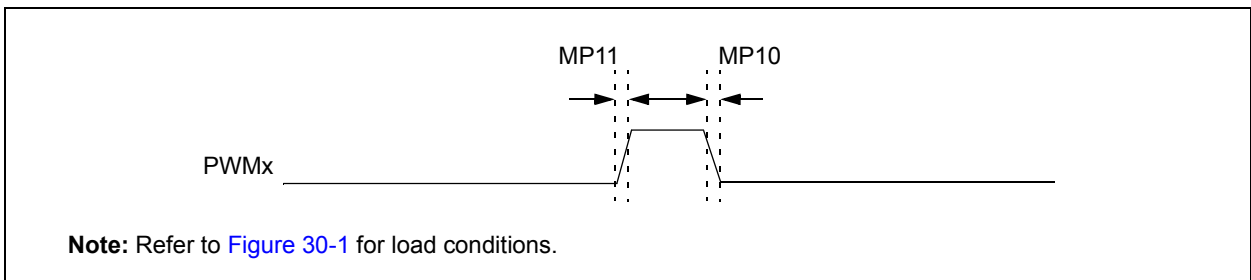 MP11 MP10
PWMx
Note: Refer to Figure 30-1 for load conditions.